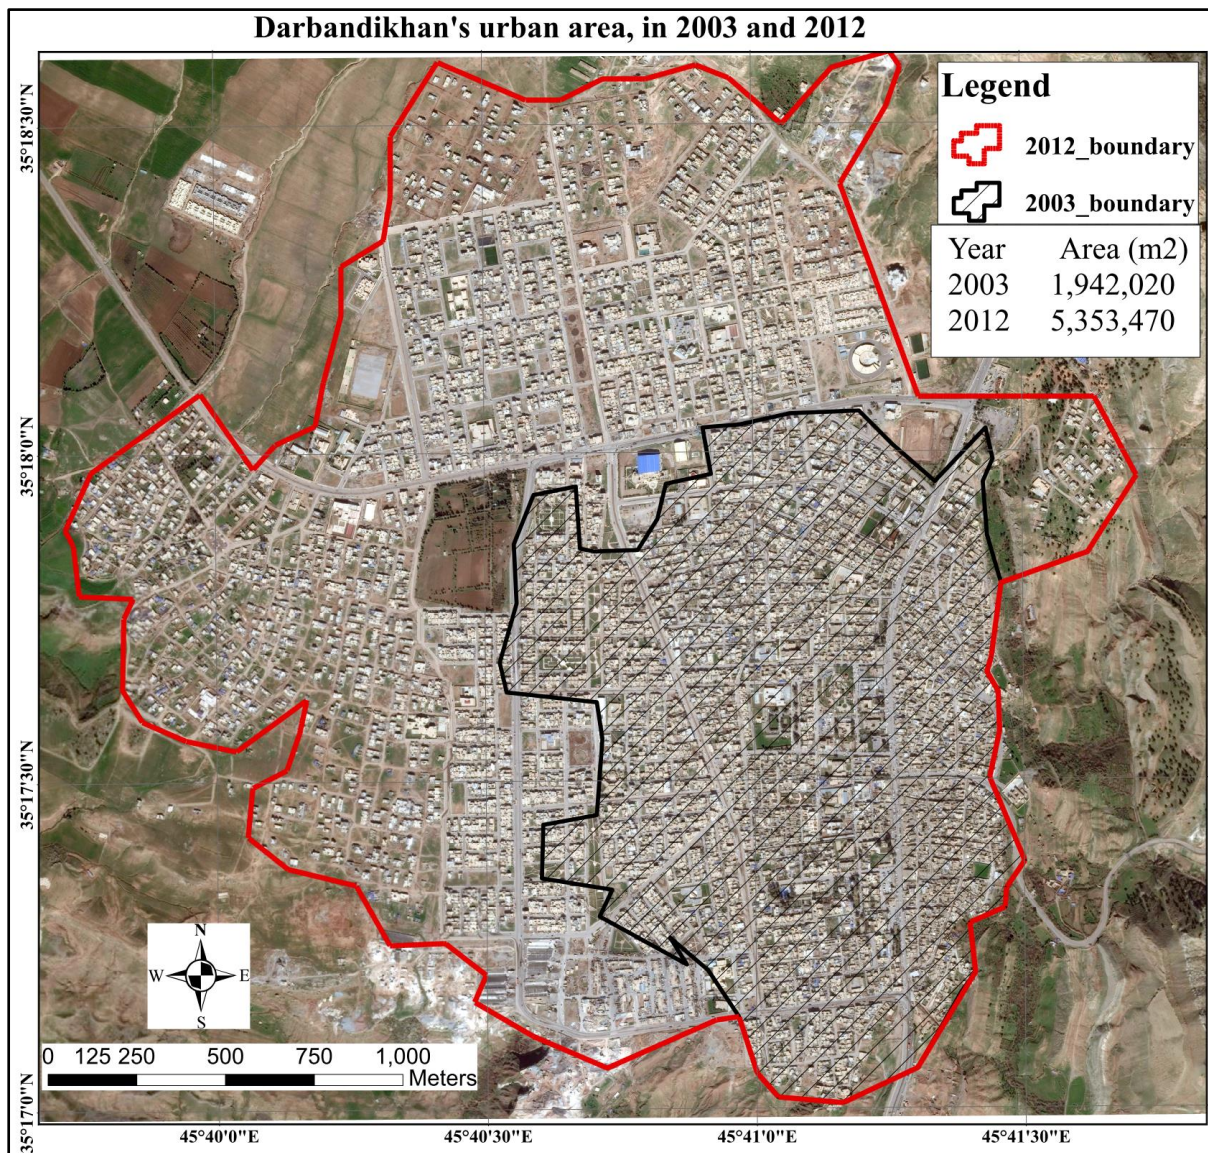 Darbandikhan's urban area, in 2003 and 2012
Legend
2012_boundary
2003_boundary
Year Area (m2)
2003 1,942,020
2012 5,353,470
35°18'30"N
35°18'0"N
35°17'30"N
35°17'0"N
N
W E
S
0 125 250 500 750 1,000
Meters
45°40'0"E 45°40'30"E 45°41'0"E 45°41'30"E